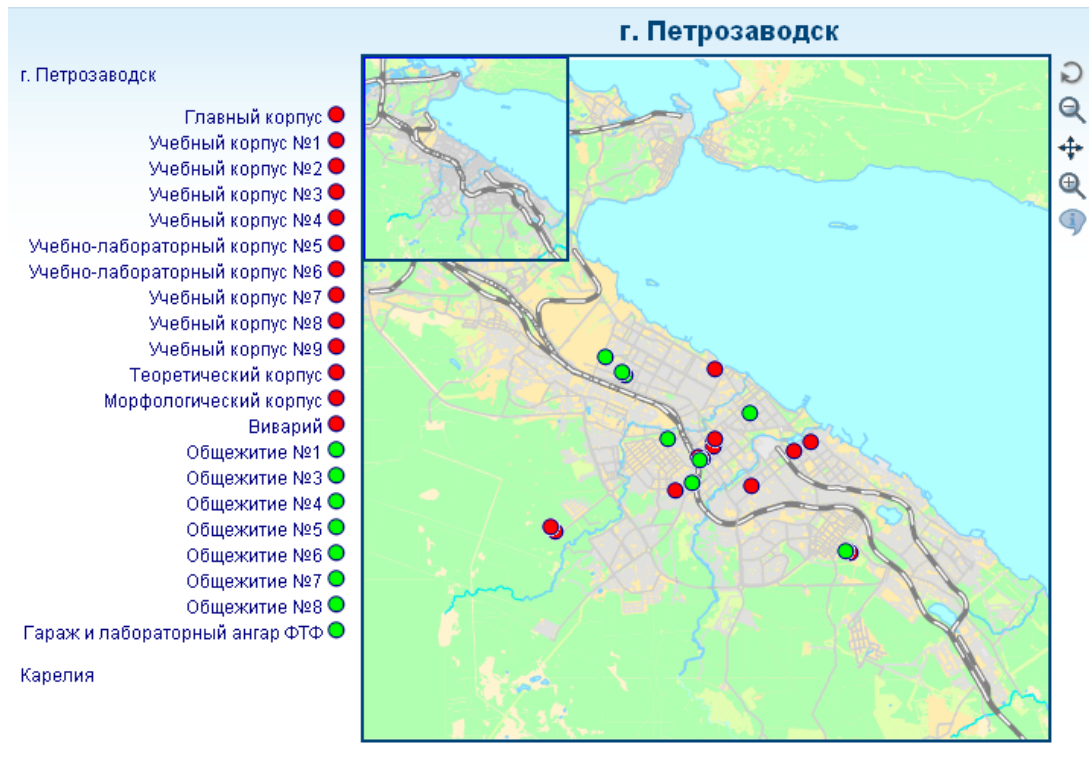 г. Петрозаводск
г. Петрозаводск
Главный корпус
Учебный корпус №1
Учебный корпус №2
Учебный корпус №3
Учебный корпус №4
Учебно-лабораторный корпус №5
Учебно-лабораторный корпус №6
Учебный корпус №7
Учебный корпус №8
Учебный корпус №9
Теоретический корпус
Морфологический корпус
Виварий
Общежитие №1
Общежитие №3
Общежитие №4
Общежитие №5
Общежитие №6
Общежитие №7
Общежитие №8
Гараж и лабораторный ангар ФТФ
Карелия